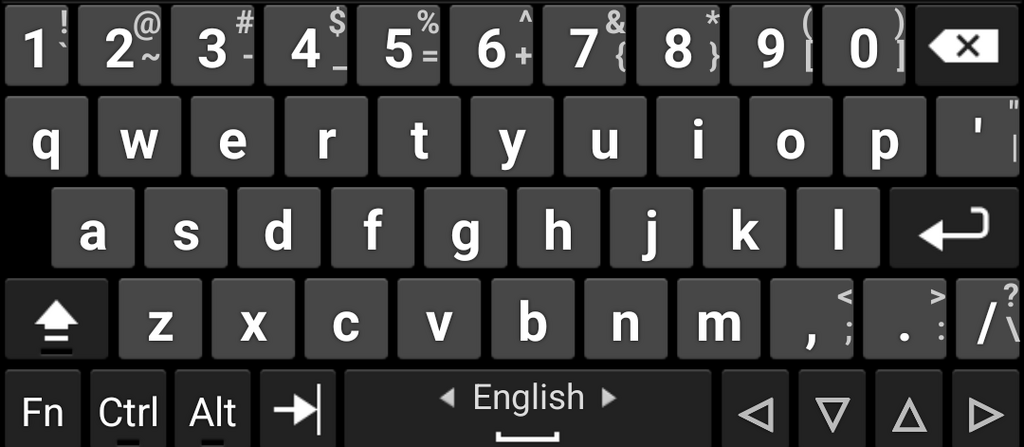 1 ! ` 2 @ ~ 3 # - 4 $ _ 5 % = 6 ^ + 7 & { 8 * } 9 ( [ 0 ) ]
q w e r t y u i o p ' " |
a s d f g h j k l
z x c v b n m , < ; . > : / ? \
Fn Ctrl Alt English